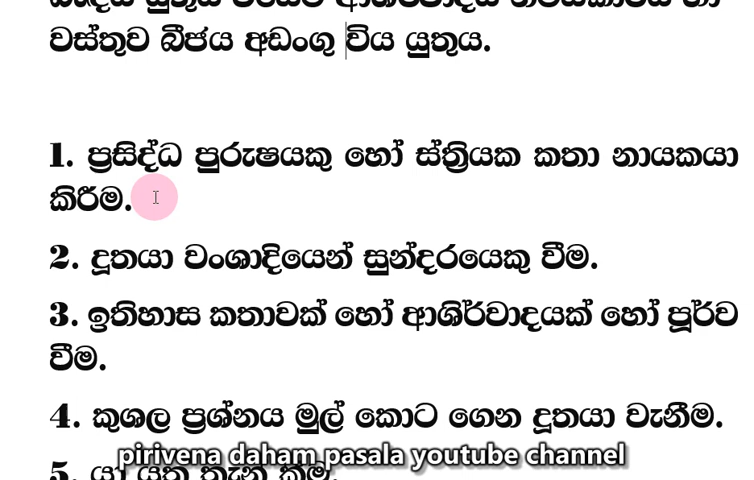 වස්තුව බීජය අඩංගු විය යුතුය.
1. ප්‍රසිද්ධ පුරුෂයකු හෝ ස්ත්‍රියක කතා නායකයා
කිරීම.
2. දූතයා වංශාදියෙන් සුන්දරයෙකු වීම.
3. ඉතිහාස කතාවක් හෝ ආශිර්වාදයක් හෝ පූර්ව
වීම.
4. කුශල ප්‍රශ්නය මුල් කොට ගෙන දූතයා වැනීම.
pirivena daham pasala youtube channel
5. යා යුතු තැන කීම.